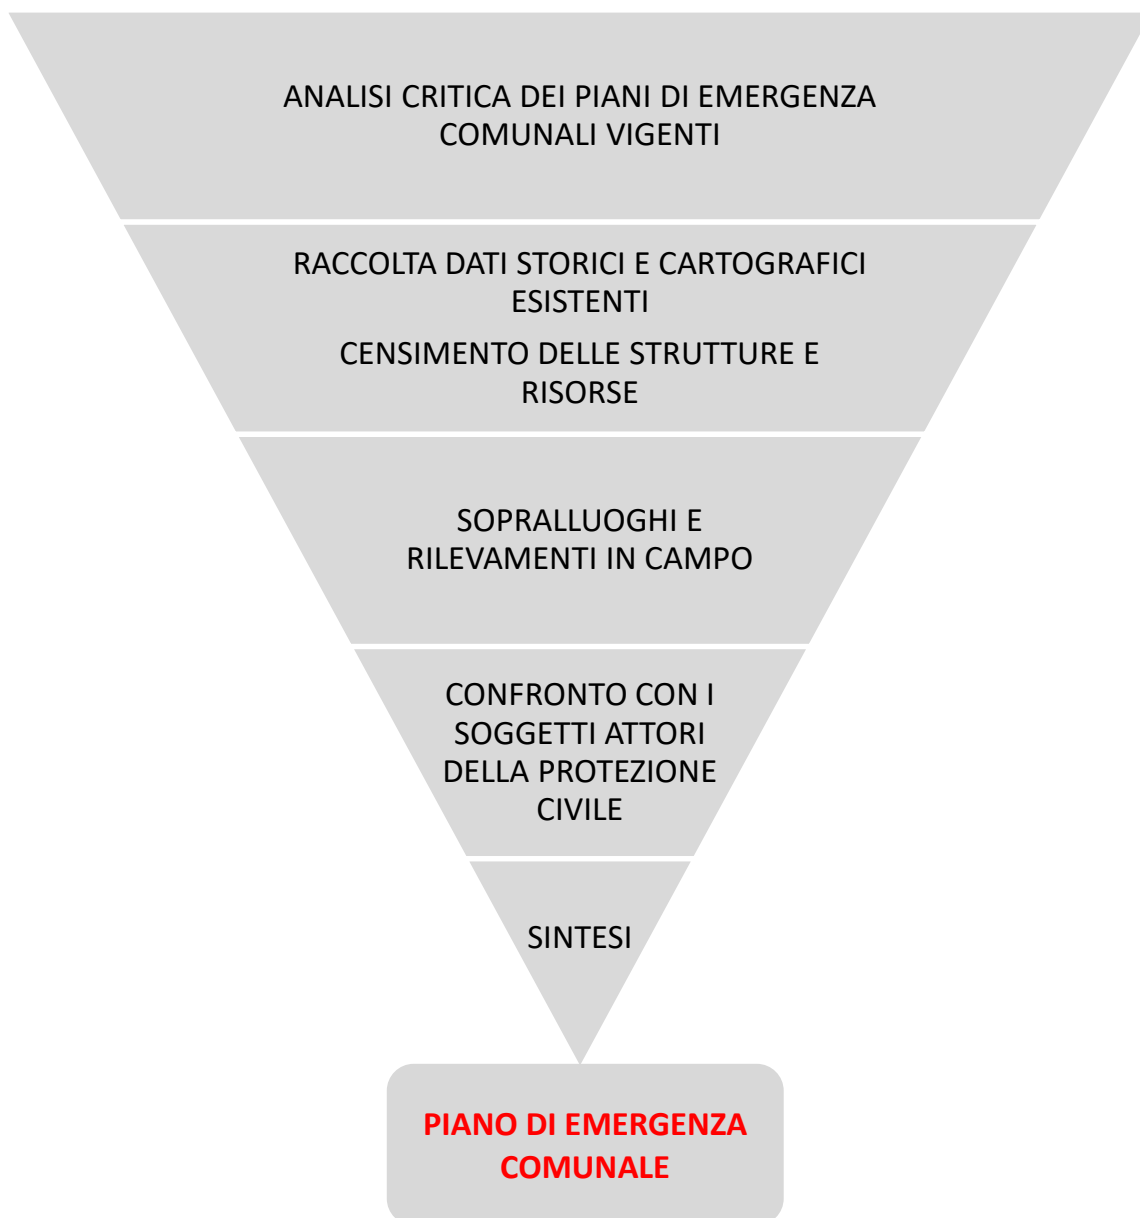 ANALISI CRITICA DEI PIANI DI EMERGENZA
COMUNALI VIGENTI
RACCOLTA DATI STORICI E CARTOGRAFICI
ESISTENTI
CENSIMENTO DELLE STRUTTURE E
RISORSE
SOPRALLUOGHI E
RILEVAMENTI IN CAMPO
CONFRONTO CON I
SOGGETTI ATTORI
DELLA PROTEZIONE
CIVILE
SINTESI
PIANO DI EMERGENZA
COMUNALE